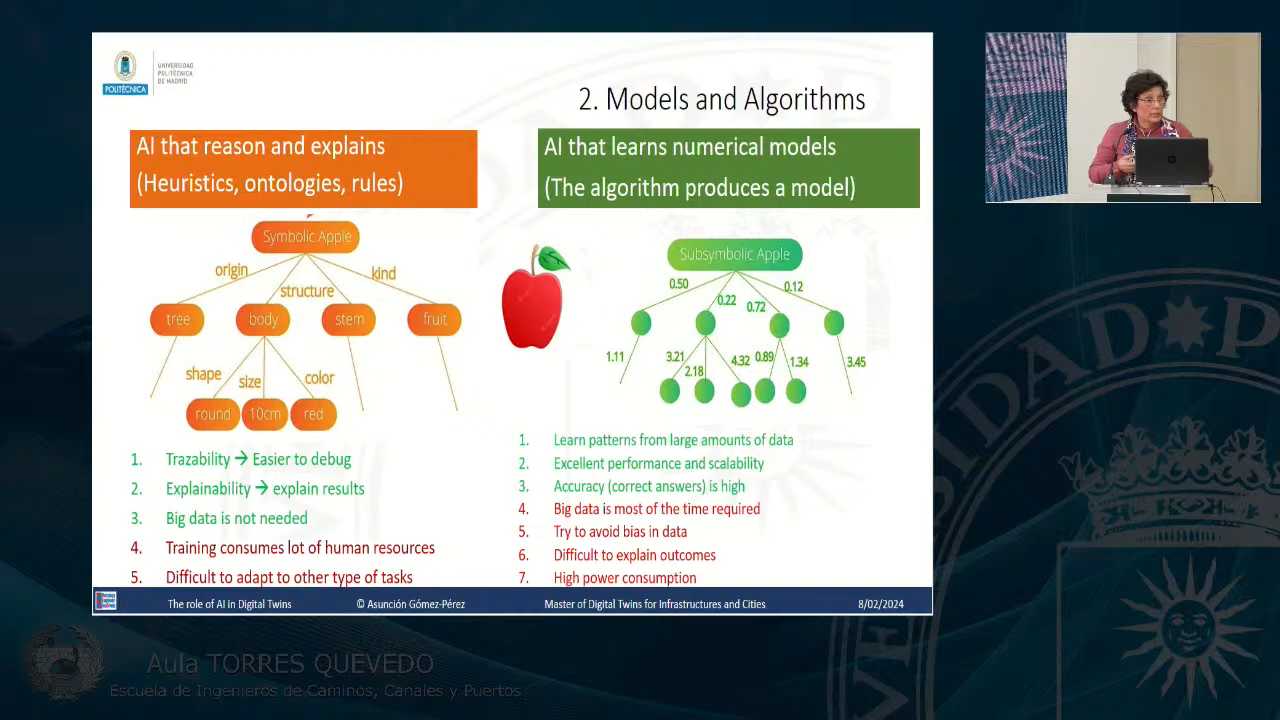 UNIVERSIDAD
POLITÉCNICA
DE MADRID
POLITÉCNICA
2. Models and Algorithms
AI that reason and explains
(Heuristics, ontologies, rules)
AI that learns numerical models
(The algorithm produces a model)
Symbolic Apple
origin
structure
kind
tree
body
stem
fruit
shape
size
color
round
10cm
red
Subsymbolic Apple
0.50
0.22
0.72
0.12
1.11
3.21
2.18
4.32
0.89
1.34
3.45
1. Trazability → Easier to debug
2. Explainability → explain results
3. Big data is not needed
4. Training consumes lot of human resources
5. Difficult to adapt to other type of tasks
1. Learn patterns from large amounts of data
2. Excellent performance and scalability
3. Accuracy (correct answers) is high
4. Big data is most of the time required
5. Try to avoid bias in data
6. Difficult to explain outcomes
7. High power consumption
The role of AI in Digital Twins
© Asunción Gómez-Pérez
Master of Digital Twins for Infrastructures and Cities
8/02/2024
Aula TORRES QUEVEDO
Escuela de Ingenieros de Caminos, Canales y Puertos